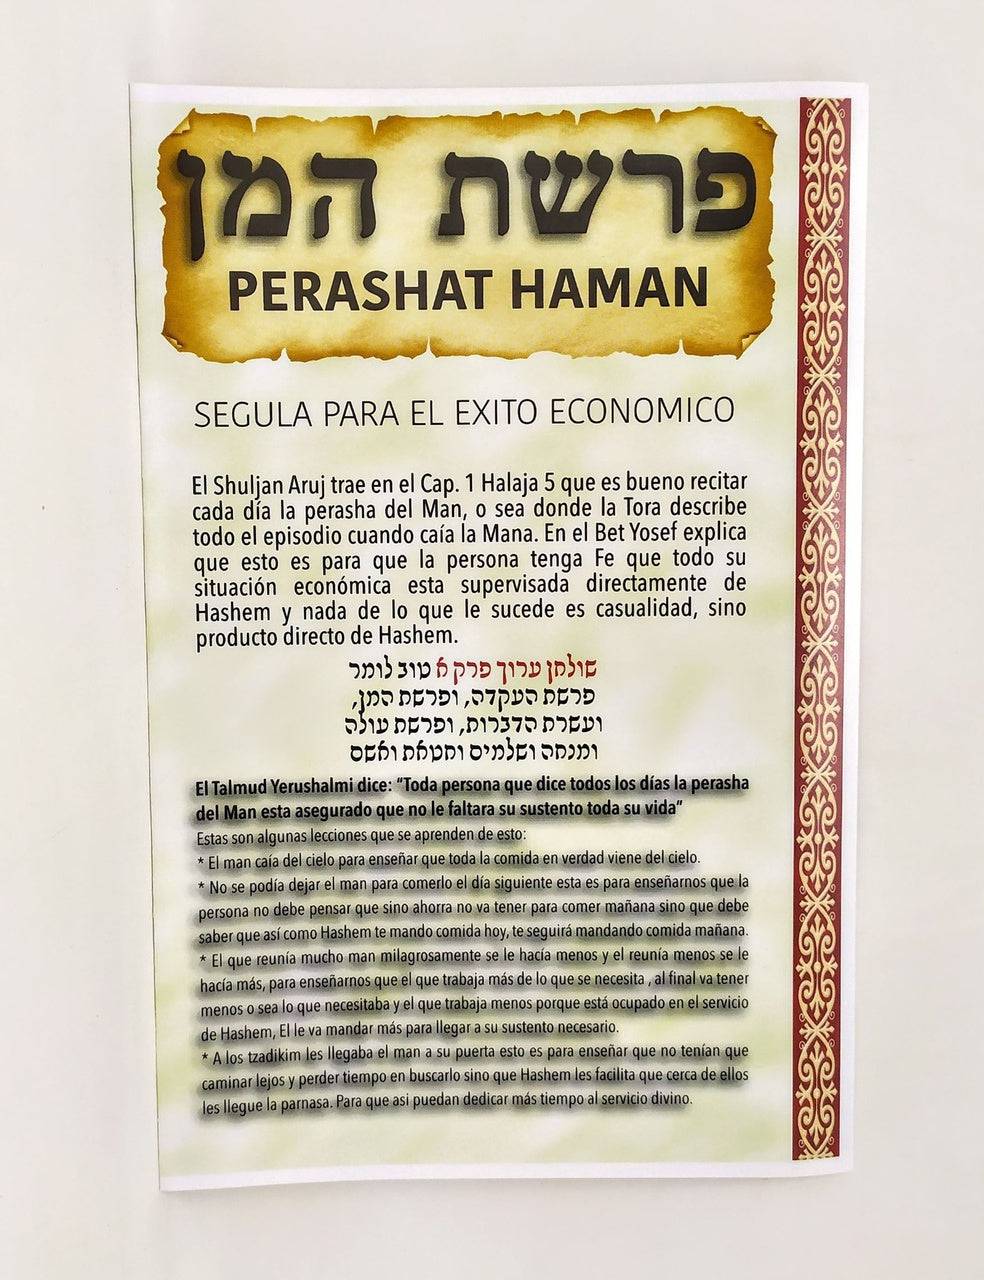 פרשת המן
PERASHAT HAMAN
SEGULA PARA EL EXITO ECONOMICO
El Shuljan Aruj trae en el Cap. 1 Halaja 5 que es bueno recitar
cada día la perasha del Man, o sea donde la Tora describe
todo el episodio cuando caía la Mana. En el Bet Yosef explica
que esto es para que la persona tenga Fe que todo su
situación económica esta supervisada directamente de
Hashem y nada de lo que le sucede es casualidad, sino
producto directo de Hashem.
שולחן ערוך פרק א טוב לומר
פרשת העקדה, ופרשת המן,
ועשרת הדברות, ופרשת עולה
ומנחה ושלמים וחטאת ואשם
El Talmud Yerushalmi dice: “Toda persona que dice todos los días la perasha
del Man esta asegurado que no le faltara su sustento toda su vida”
Estas son algunas lecciones que se aprenden de esto:
* El man caía del cielo para enseñar que toda la comida en verdad viene del cielo.
* No se podía dejar el man para comerlo el día siguiente esta es para enseñarnos que la
persona no debe pensar que sino ahorra no va tener para comer mañana sino que debe
saber que así como Hashem te mando comida hoy, te seguirá mandando comida mañana.
* El que reunía mucho man milagrosamente se le hacía menos y el reunía menos se le
hacía más, para enseñarnos que el que trabaja más de lo que se necesita , al final va tener
menos o sea lo que necesitaba y el que trabaja menos porque está ocupado en el servicio
de Hashem, El le va mandar más para llegar a su sustento necesario.
* A los tzadikim les llegaba el man a su puerta esto es para enseñar que no tenían que
caminar lejos y perder tiempo en buscarlo sino que Hashem les facilita que cerca de ellos
les llegue la parnasa. Para que asi puedan dedicar más tiempo al servicio divino.